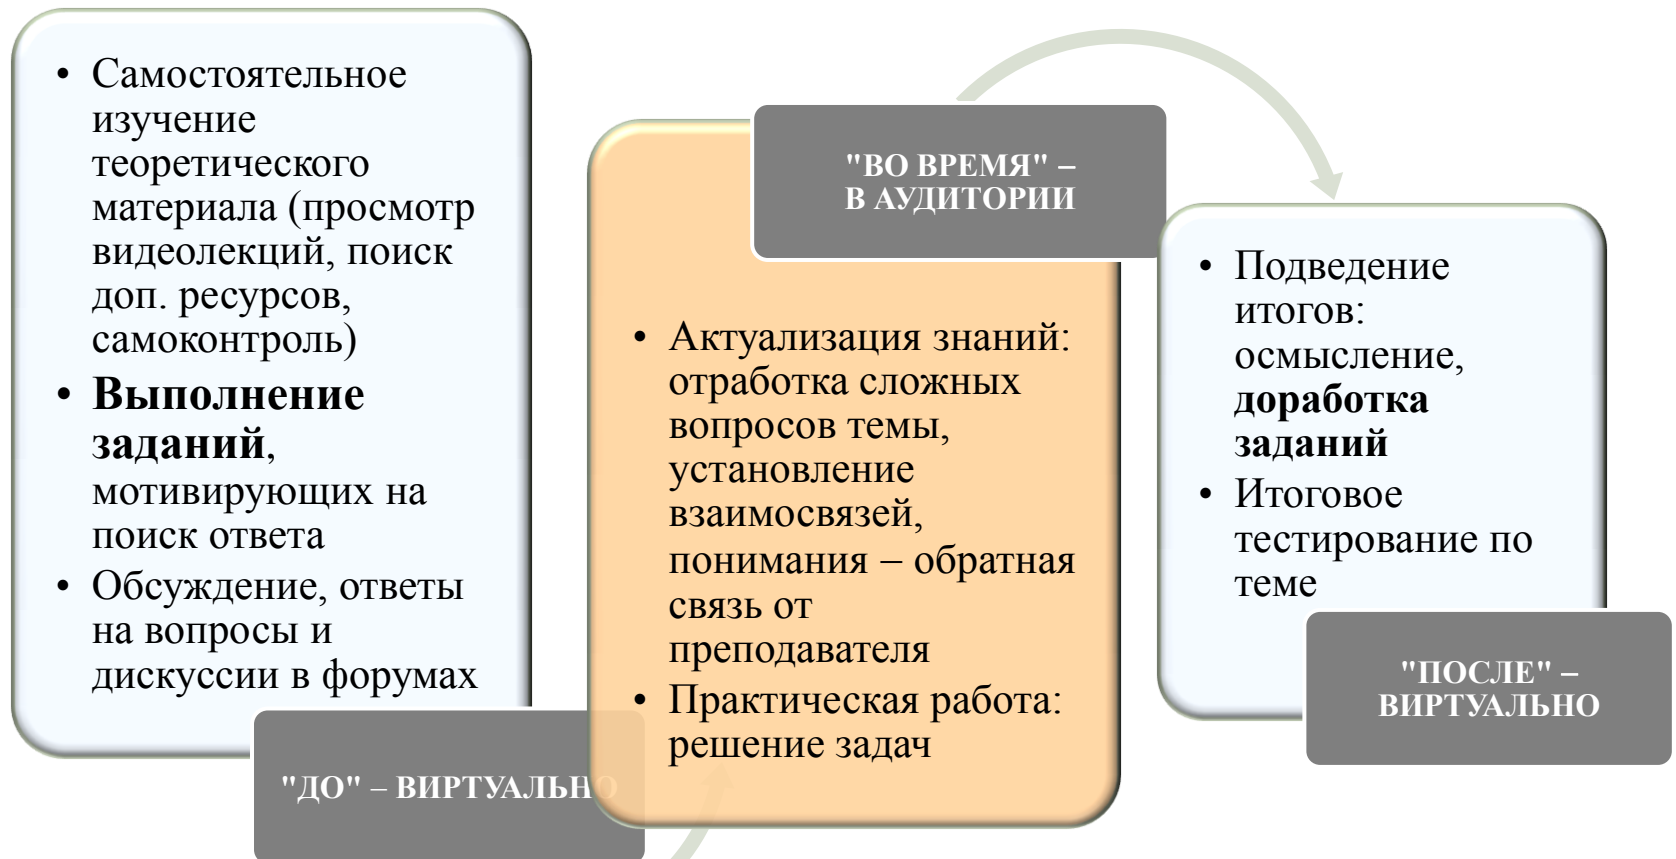 • Самостоятельное
изучение
теоретического
материала (просмотр
видеолекций, поиск
доп. ресурсов,
самоконтроль)
• Выполнение
заданий,
мотивирующих на
поиск ответа
• Обсуждение, ответы
на вопросы и
дискуссии в форумах
"ДО" – ВИРТУАЛЬНО
"ВО ВРЕМЯ" –
В АУДИТОРИИ
• Актуализация знаний:
отработка сложных
вопросов темы,
установление
взаимосвязей,
понимания – обратная
связь от
преподавателя
• Практическая работа:
решение задач
• Подведение
итогов:
осмысление,
доработка
заданий
• Итоговое
тестирование по
теме
"ПОСЛЕ" –
ВИРТУАЛЬНО